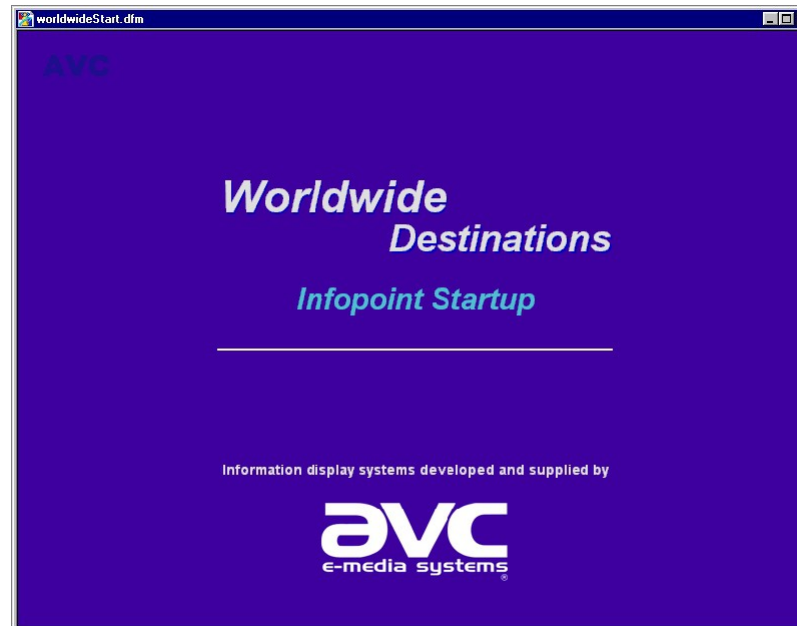 worldwideStart.dfm
AVC
Worldwide
Destinations
Infopoint Startup
Information display systems developed and supplied by
avc
e-media systems
®